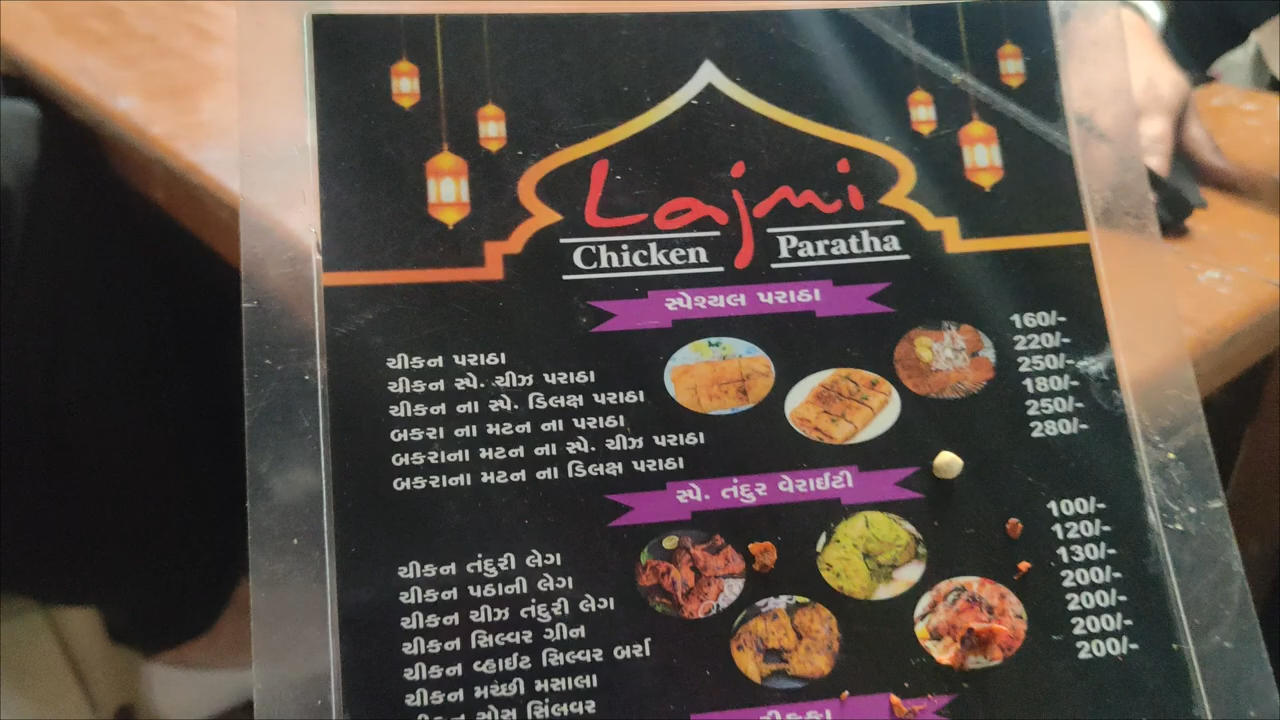 Lajmi
Chicken Paratha
સ્પેશ્યલ પરાઠા
ચીકન પરાઠા 160/-
ચીકન સ્પે. ચીઝ પરાઠા 220/-
ચીકન ના સ્પે. ડિલક્ષ પરાઠા 250/-
બકરા ના મટન ના પરાઠા 180/-
બકરાના મટન ના સ્પે. ચીઝ પરાઠા 250/-
બકરાના મટન ના ડિલક્ષ પરાઠા 280/-
સ્પે. તંદુર વેરાઈટી
ચીકન તંદુરી લેગ 100/-
ચીકન પઠાની લેગ 120/-
ચીકન ચીઝ તંદુરી લેગ 130/-
ચીકન સિલ્વર ગ્રીન 200/-
ચીકન વ્હાઈટ સિલ્વર બર્રા 200/-
ચીકન મચ્છી મસાલા 200/-
ચીકન સોસ સિંલવર 200/-